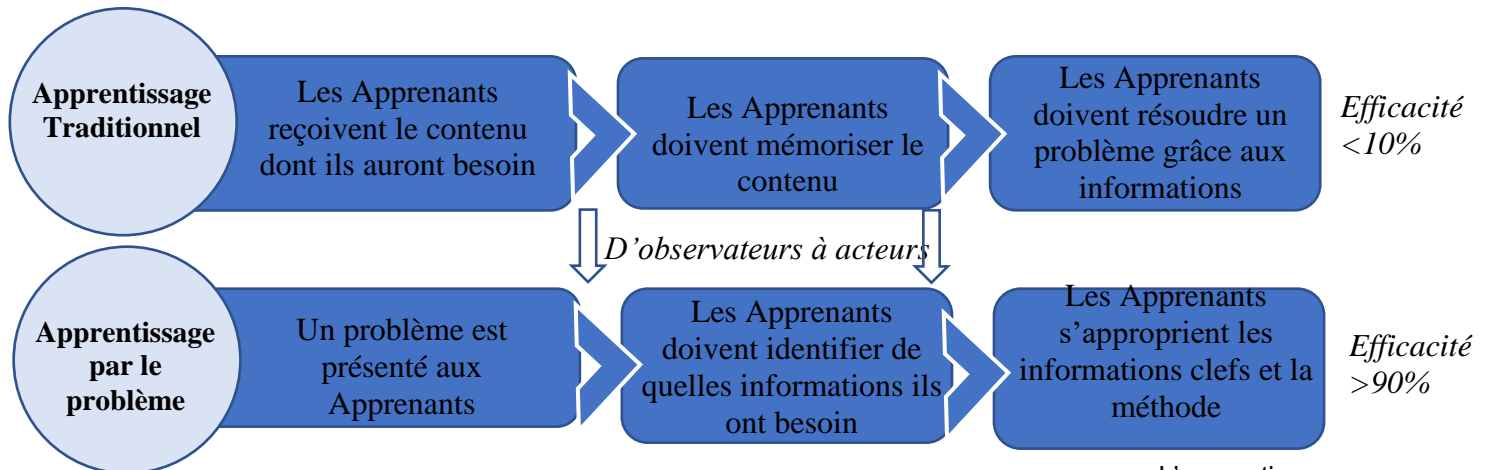 Apprentissage
Traditionnel
Les Apprenants
reçoivent le contenu
dont ils auront besoin
Les Apprenants
doivent mémoriser le
contenu
Les Apprenants
doivent résoudre un
problème grâce aux
informations
Efficacité
<10%
D’observateurs à acteurs
Apprentissage
par le
problème
Un problème est
présenté aux
Apprenants
Les Apprenants
doivent identifier de
quelles informations ils
ont besoin
Les Apprenants
s’approprient les
informations clefs et la
méthode
Efficacité
>90%